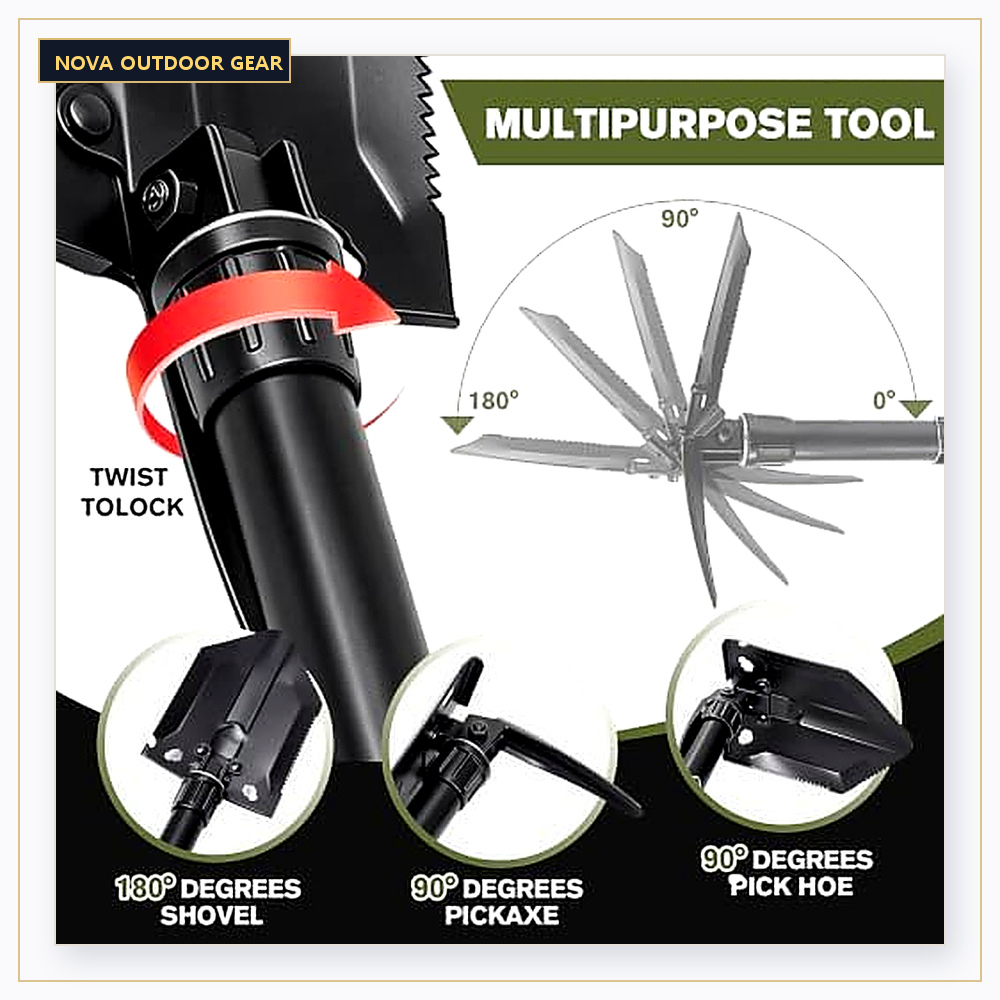 NOVA OUTDOOR GEAR
MULTIPURPOSE TOOL
90°
180°
0°
TWIST
TOLOCK
180° DEGREES
SHOVEL
90° DEGREES
PICKAXE
90° DEGREES
PICK HOE